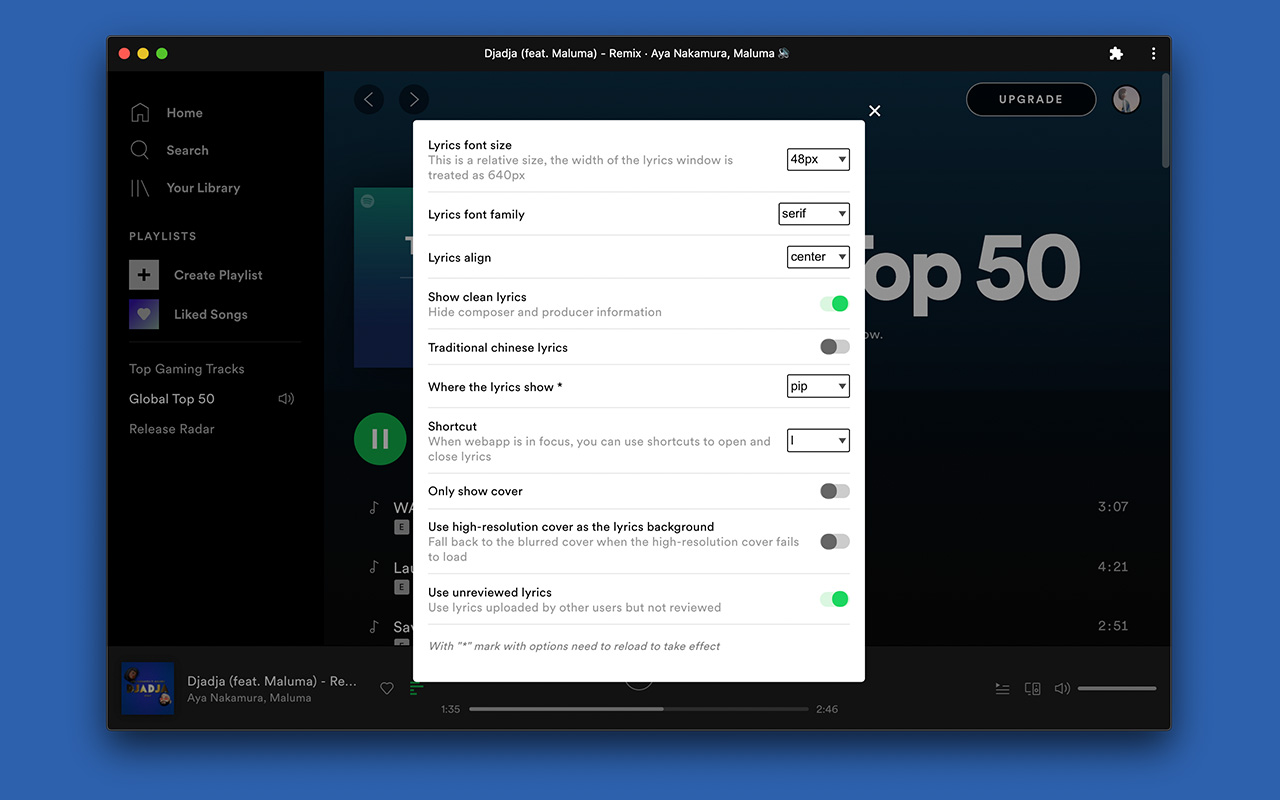 Djadja (feat. Maluma) - Remix · Aya Nakamura, Maluma 🔊
Home
Search
Your Library
PLAYLISTS
Create Playlist
Liked Songs
Top Gaming Tracks
Global Top 50
Release Radar
UPGRADE
Top 50
Lyrics font size
This is a relative size, the width of the lyrics window is
treated as 640px
48px
Lyrics font family
serif
Lyrics align
center
Show clean lyrics
Hide composer and producer information
Traditional chinese lyrics
Where the lyrics show *
pip
Shortcut
When webapp is in focus, you can use shortcuts to open and
close lyrics
l
Only show cover
Use high-resolution cover as the lyrics background
Fall back to the blurred cover when the high-resolution cover fails
to load
Use unreviewed lyrics
Use lyrics uploaded by other users but not reviewed
With "*" mark with options need to reload to take effect
E
3:07
E
4:21
2:51
DJADJA
Djadja (feat. Maluma) - Re...
Aya Nakamura, Maluma
1:35
2:46